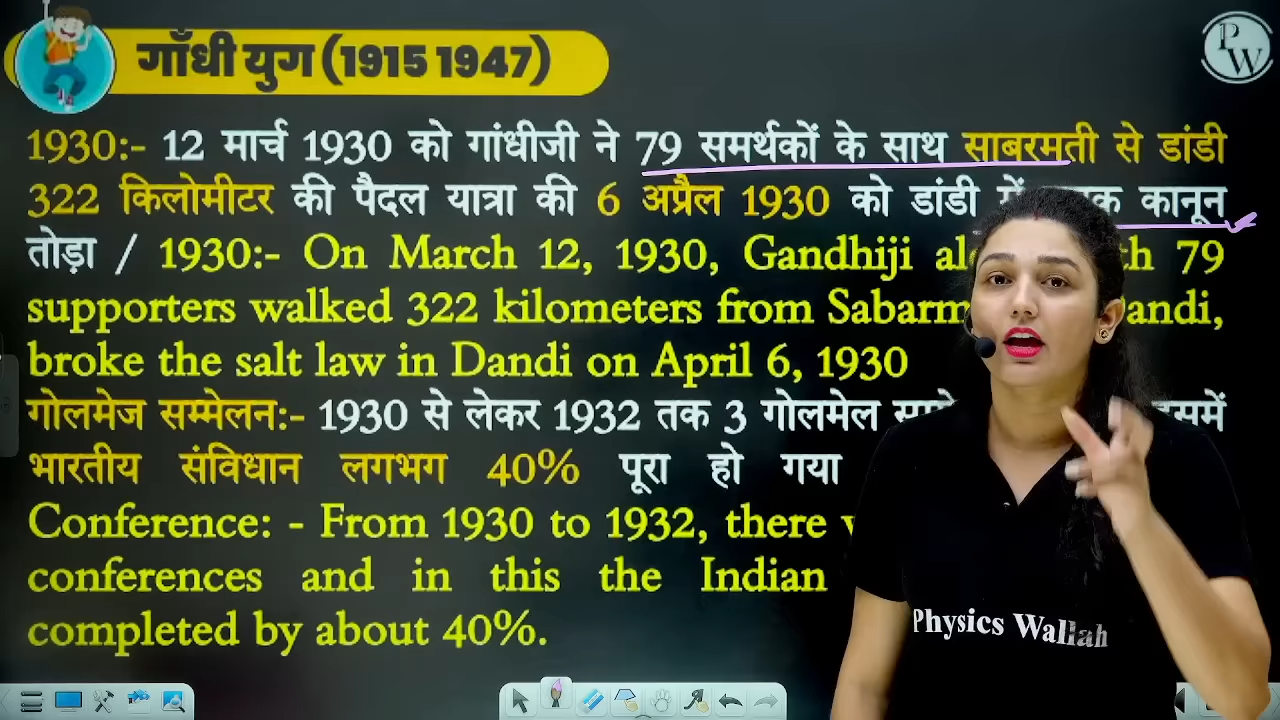 गाँधी युग (1915 1947)
PW
1930:- 12 मार्च 1930 को गांधीजी ने 79 समर्थकों के साथ साबरमती से डांडी
322 किलोमीटर की पैदल यात्रा की 6 अप्रैल 1930 को डांडी कानून
तोड़ा / 1930:- On March 12, 1930, Gandhiji 79
supporters walked 322 kilometers from
broke the salt law in Dandi on April 6, 1930
गोलमेज सम्मेलन:- 1930 से लेकर 1932 तक 3 गोलमेल
भारतीय संविधान लगभग 40% पूरा हो गया
Conference: - From 1930 to 1932, there
conferences and in this the Indian
completed by about 40%.
Physics Wallah